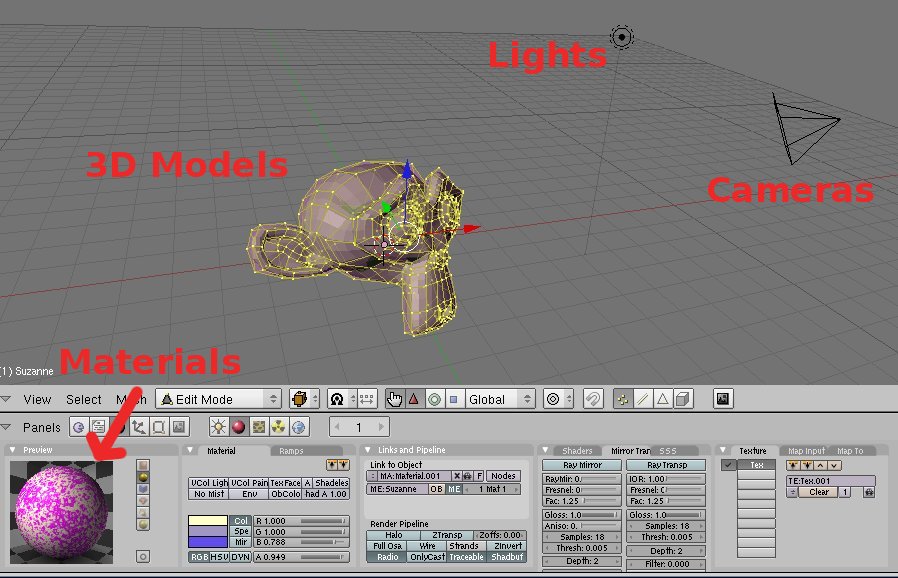 Lights
3D Models
Cameras
(1) Suzanne
Materials
View Select Edit Mode Global
Panels 1
Preview
Material Ramps
VCol Ligh VCol Pain TexFace A Shadeles
No Mist Env ObColo had A 1.00
Col R 1.000
Spe G 1.000
Mir B 0.788
RGB HSV DYN A 0.949
Links and Pipeline
Link to Object
MA:Material.001 X F Nodes
ME:Suzanne OB ME 1 Mat 1
Render Pipeline
Halo ZTransp Zoffs: 0.00
Full Osa Wire Strands ZInvert
Radio OnlyCast Traceable Shadbuf
Shaders Mirror Tran SSS
Ray Mirror Ray Transp
RayMir: 0. IOR: 1.00
Fresnel: 0 Fresnel: 0
Fac: 1.25 Fac: 1.25
Gloss: 1.0 Gloss: 1.0
Aniso: 0. Samples: 18
Samples: 18 Thresh: 0.005
Thresh: 0.005 Depth: 2
Depth: 2 Filter: 0.000
Texture Map Input Map To
Tex
TE:Tex.001
Clear 1